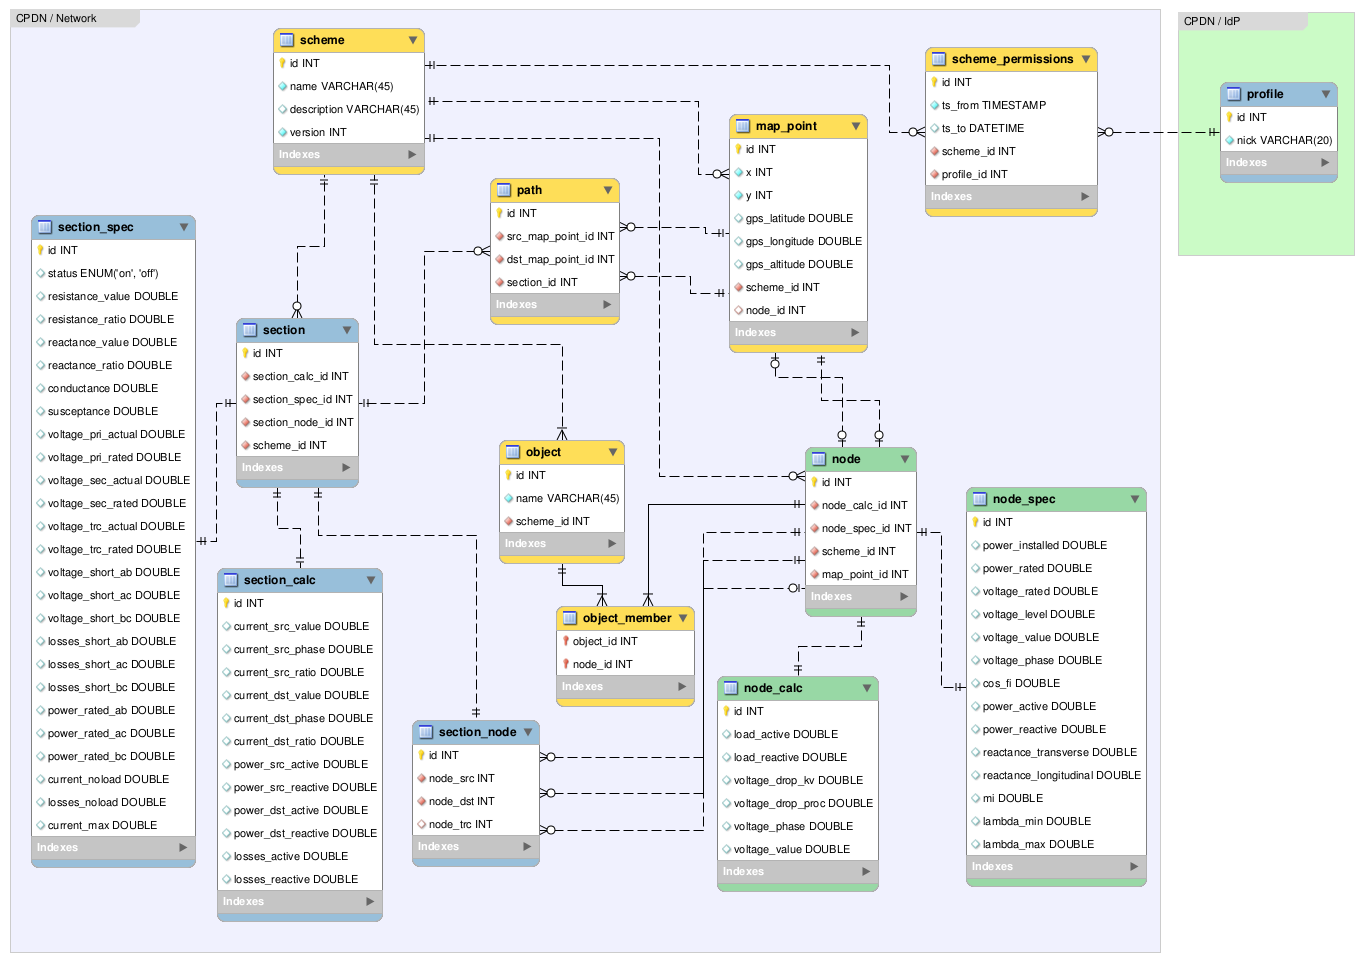 CPDN / Network
CPDN / IdP
scheme
id INT
name VARCHAR(45)
description VARCHAR(45)
version INT
Indexes
scheme_permissions
id INT
ts_from TIMESTAMP
ts_to DATETIME
scheme_id INT
profile_id INT
Indexes
profile
id INT
nick VARCHAR(20)
Indexes
map_point
id INT
x INT
y INT
gps_latitude DOUBLE
gps_longitude DOUBLE
gps_altitude DOUBLE
scheme_id INT
node_id INT
Indexes
path
id INT
src_map_point_id INT
dst_map_point_id INT
section_id INT
Indexes
section_spec
id INT
status ENUM('on', 'off')
resistance_value DOUBLE
resistance_ratio DOUBLE
reactance_value DOUBLE
reactance_ratio DOUBLE
conductance DOUBLE
susceptance DOUBLE
voltage_pri_actual DOUBLE
voltage_pri_rated DOUBLE
voltage_sec_actual DOUBLE
voltage_sec_rated DOUBLE
voltage_trc_actual DOUBLE
voltage_trc_rated DOUBLE
voltage_short_ab DOUBLE
voltage_short_ac DOUBLE
voltage_short_bc DOUBLE
losses_short_ab DOUBLE
losses_short_ac DOUBLE
losses_short_bc DOUBLE
power_rated_ab DOUBLE
power_rated_ac DOUBLE
power_rated_bc DOUBLE
current_noload DOUBLE
losses_noload DOUBLE
current_max DOUBLE
Indexes
section
id INT
section_calc_id INT
section_spec_id INT
section_node_id INT
scheme_id INT
Indexes
object
id INT
name VARCHAR(45)
scheme_id INT
Indexes
node
id INT
node_calc_id INT
node_spec_id INT
scheme_id INT
map_point_id INT
Indexes
node_spec
id INT
power_installed DOUBLE
power_rated DOUBLE
voltage_rated DOUBLE
voltage_level DOUBLE
voltage_value DOUBLE
voltage_phase DOUBLE
cos_fi DOUBLE
power_active DOUBLE
power_reactive DOUBLE
reactance_transverse DOUBLE
reactance_longitudinal DOUBLE
mi DOUBLE
lambda_min DOUBLE
lambda_max DOUBLE
Indexes
section_calc
id INT
current_src_value DOUBLE
current_src_phase DOUBLE
current_src_ratio DOUBLE
current_dst_value DOUBLE
current_dst_phase DOUBLE
current_dst_ratio DOUBLE
power_src_active DOUBLE
power_src_reactive DOUBLE
power_dst_active DOUBLE
power_dst_reactive DOUBLE
losses_active DOUBLE
losses_reactive DOUBLE
Indexes
object_member
object_id INT
node_id INT
Indexes
node_calc
id INT
load_active DOUBLE
load_reactive DOUBLE
voltage_drop_kv DOUBLE
voltage_drop_proc DOUBLE
voltage_phase DOUBLE
voltage_value DOUBLE
Indexes
section_node
id INT
node_src INT
node_dst INT
node_trc INT
Indexes